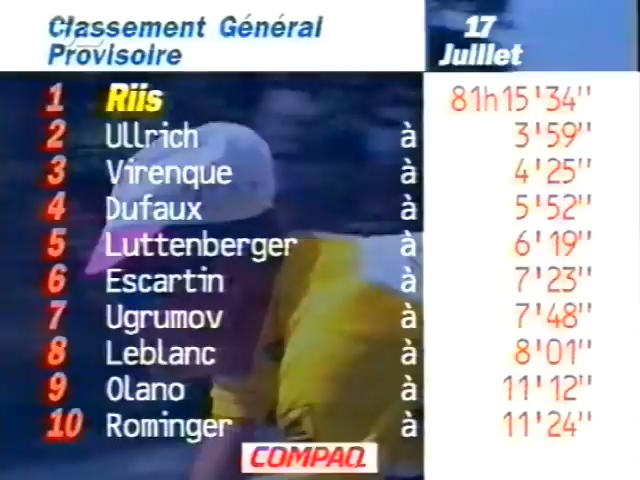 Classement Général
Provisoire
17
Juillet
1 Riis 81h15'34''
2 Ullrich à 3'59''
3 Virenque à 4'25''
4 Dufaux à 5'52''
5 Luttenberger à 6'19''
6 Escartin à 7'23''
7 Ugrumov à 7'48''
8 Leblanc à 8'01''
9 Olano à 11'12''
10 Rominger à 11'24''
COMPAQ